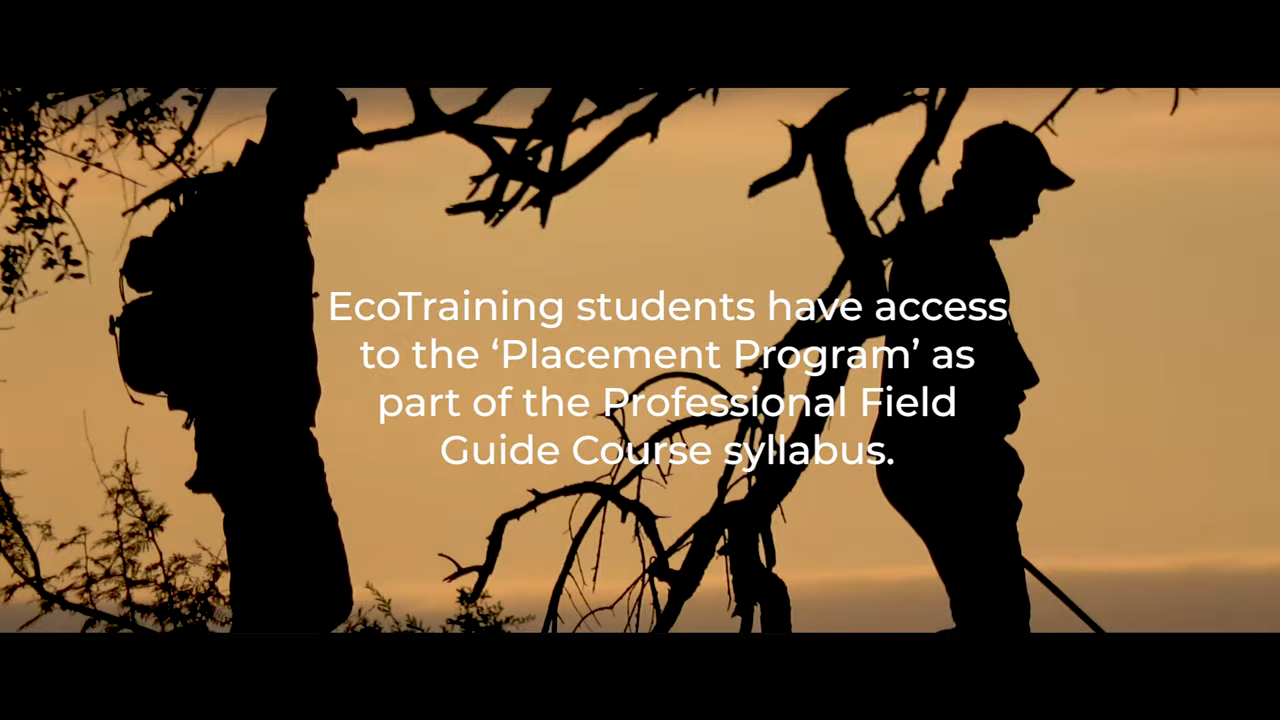 EcoTraining students have access
to the ‘Placement Program’ as
part of the Professional Field
Guide Course syllabus.